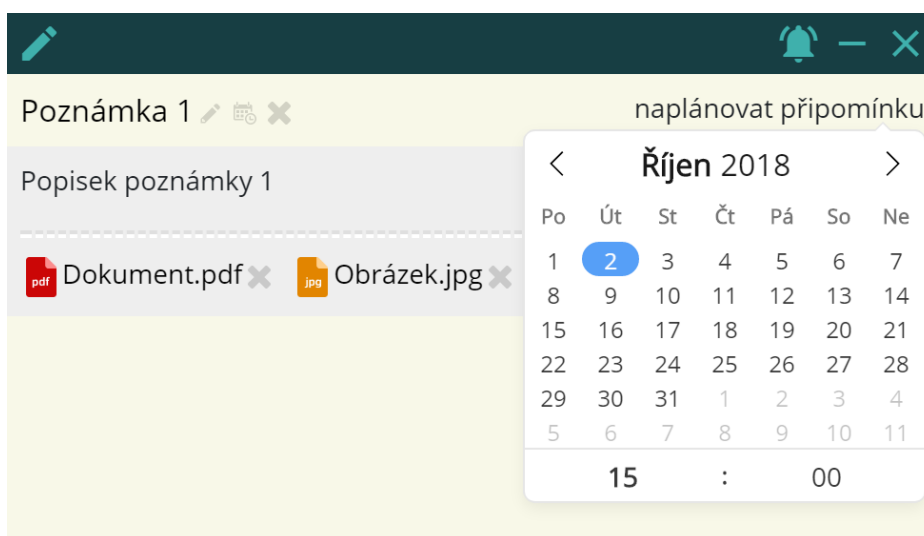 Poznámka 1
naplánovat připomínku
Popisek poznámky 1
pdf Dokument.pdf jpg Obrázek.jpg
Říjen 2018
Po Út St Čt Pá So Ne
1 2 3 4 5 6 7
8 9 10 11 12 13 14
15 16 17 18 19 20 21
22 23 24 25 26 27 28
29 30 31 1 2 3 4
5 6 7 8 9 10 11
15 : 00